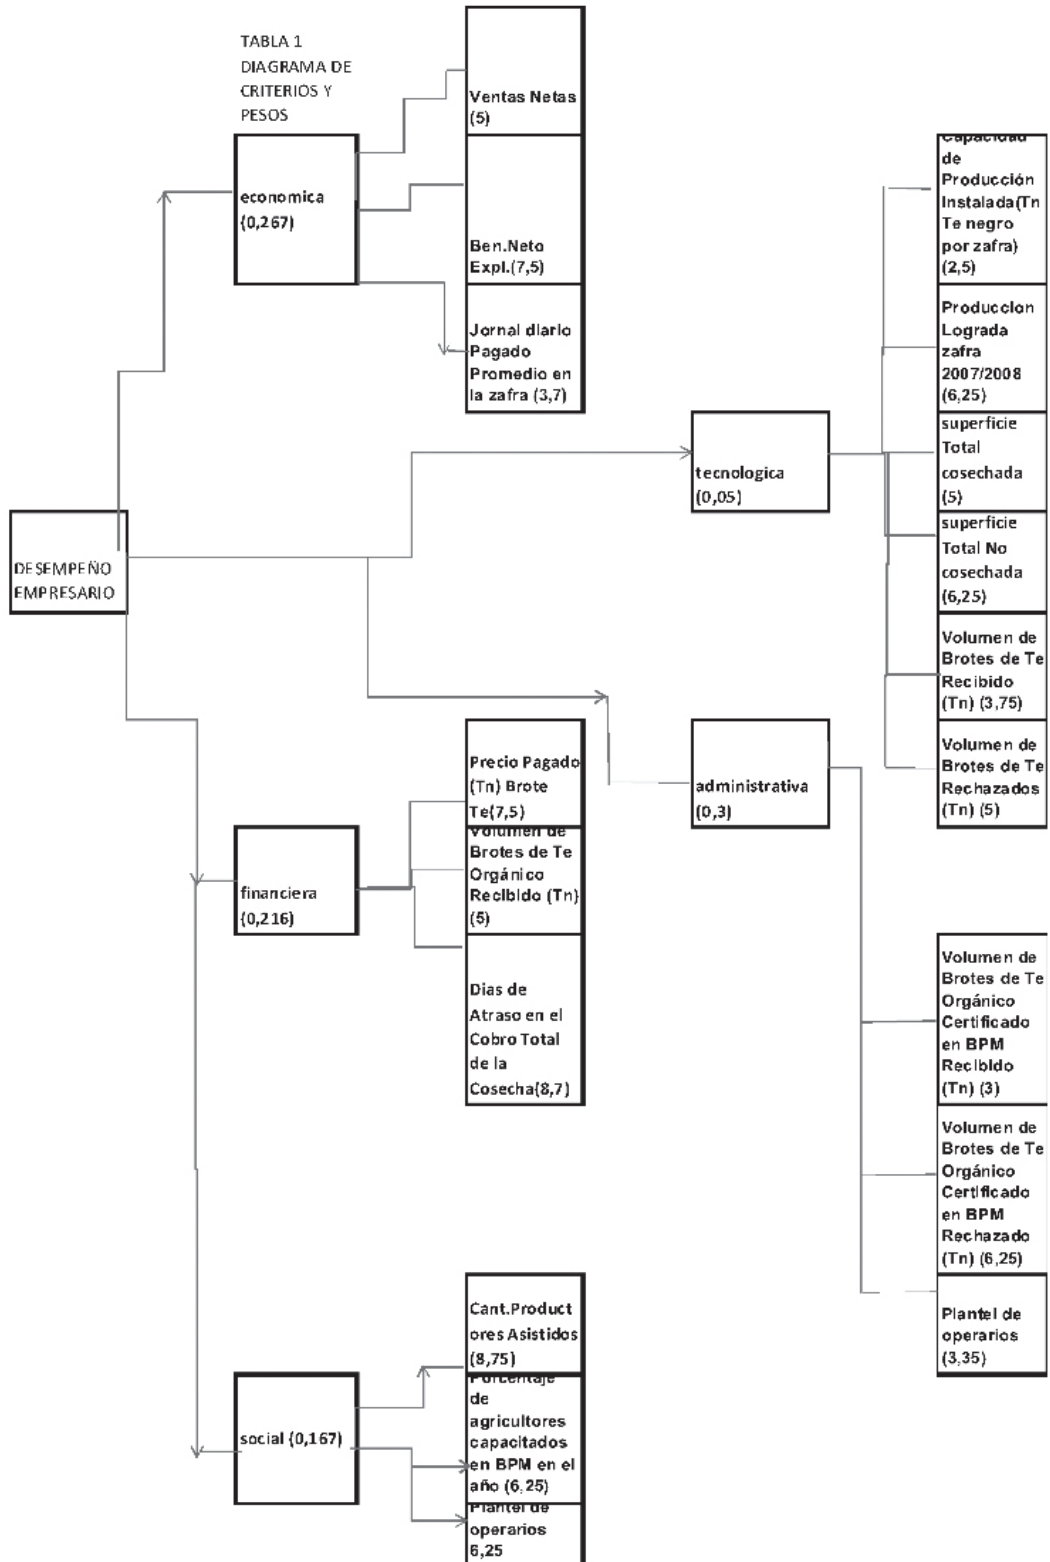 TABLA 1
DIAGRAMA DE
CRITERIOS Y
PESOS
DESEMPEÑO
EMPRESARIO
economica
(0,267)
Ventas Netas
(5)
Ben.Neto
Expl.(7,5)
Jornal diario
Pagado
Promedio en
la zafra (3,7)
tecnologica
(0,05)
Capacidad
de
Producción
Instalada(Tn
Te negro
por zafra)
(2,5)
Produccion
Lograda
zafra
2007/2008
(6,25)
superficie
Total
cosechada
(5)
superficie
Total No
cosechada
(6,25)
Volumen de
Brotes de Te
Recibido
(Tn) (3,75)
Volumen de
Brotes de Te
Rechazados
(Tn) (5)
administrativa
(0,3)
Volumen de
Brotes de Te
Orgánico
Certificado
en BPM
Recibido
(Tn) (3)
Volumen de
Brotes de Te
Orgánico
Certificado
en BPM
Rechazado
(Tn) (6,25)
Plantel de
operarios
(3,35)
financiera
(0,216)
Precio Pagado
(Tn) Brote
Te(7,5)
Volumen de
Brotes de Te
Orgánico
Recibido (Tn)
(5)
Dias de
Atraso en el
Cobro Total
de la
Cosecha(8,7)
social (0,167)
Cant.Product
ores Asistidos
(8,75)
Porcentaje
de
agricultores
capacitados
en BPM en el
año (6,25)
Plantel de
operarios
6,25